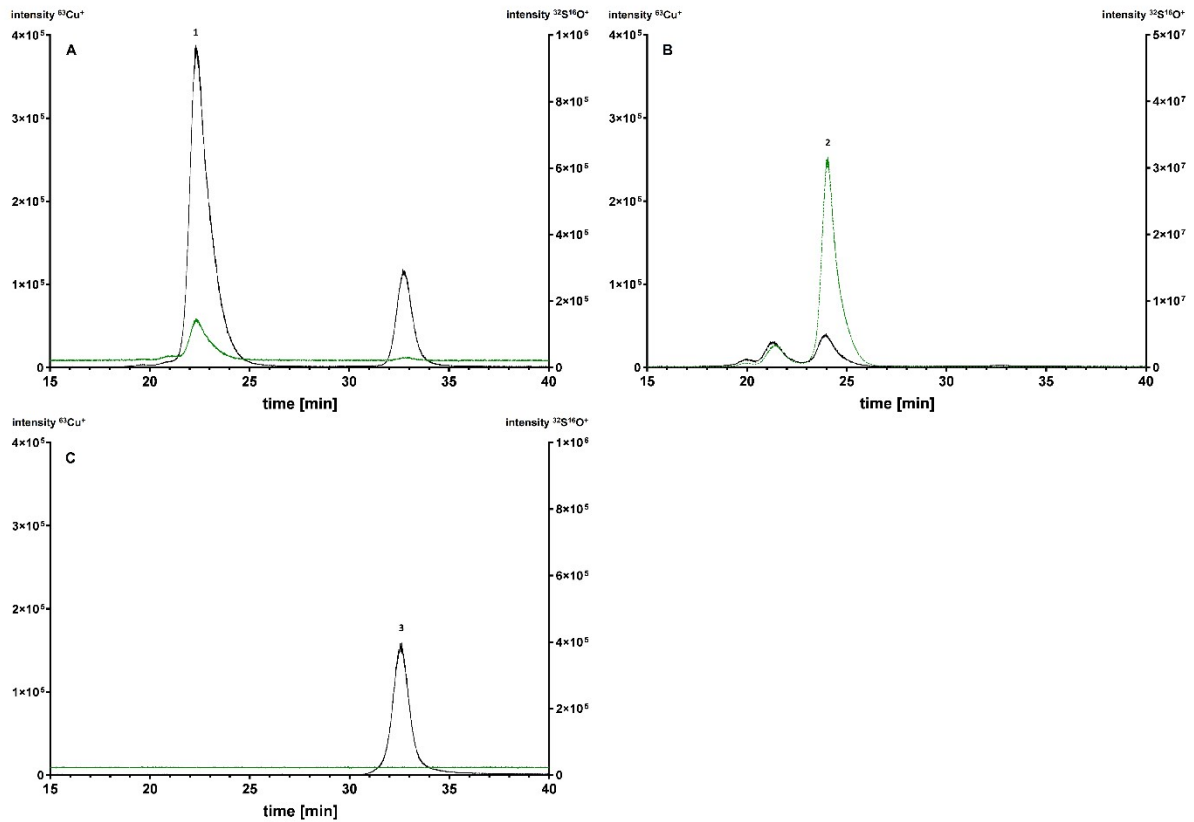 intensity ⁶³Cu⁺ intensity ³²S¹⁶O⁺
A
1
4×10⁵ 1×10⁶
8×10⁵
3×10⁵
6×10⁵
2×10⁵
4×10⁵
1×10⁵
2×10⁵
0 0
15 20 25 30 35 40
time [min]
intensity ⁶³Cu⁺ intensity ³²S¹⁶O⁺
B
2
4×10⁵ 5×10⁷
4×10⁷
3×10⁵
3×10⁷
2×10⁵
2×10⁷
1×10⁵
1×10⁷
0 0
15 20 25 30 35 40
time [min]
intensity ⁶³Cu⁺ intensity ³²S¹⁶O⁺
C
4×10⁵ 1×10⁶
8×10⁵
3×10⁵
6×10⁵
2×10⁵
3
4×10⁵
1×10⁵
2×10⁵
0 0
15 20 25 30 35 40
time [min]